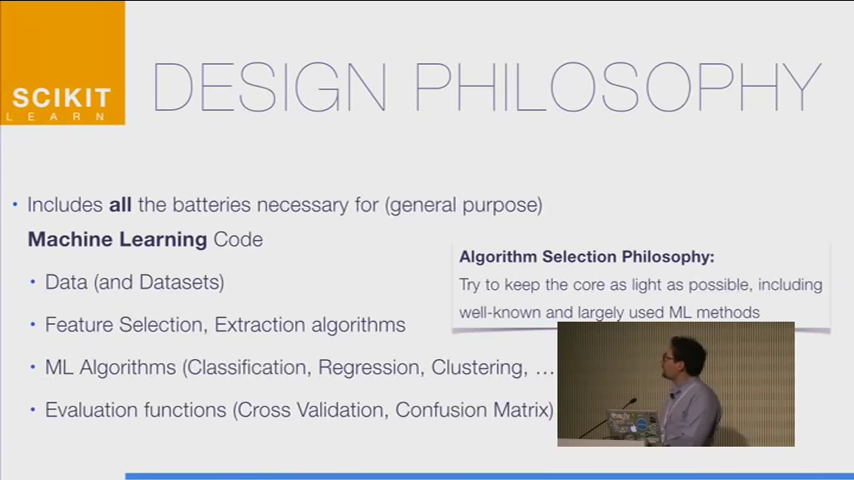 SCIKIT
LEARN
DESIGN PHILOSOPHY
• Includes all the batteries necessary for (general purpose)
Machine Learning Code
• Data (and Datasets)
• Feature Selection, Extraction algorithms
• ML Algorithms (Classification, Regression, Clustering, …
• Evaluation functions (Cross Validation, Confusion Matrix)
Algorithm Selection Philosophy:
Try to keep the core as light as possible, including
well-known and largely used ML methods